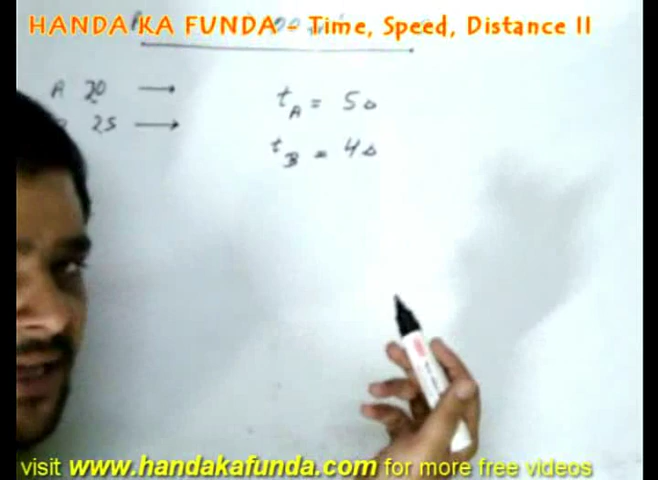 HANDA KA FUNDA - Time, Speed, Distance II
A 20 →
25 →
tA = 50
tB = 40
visit www.handakafunda.com for more free videos